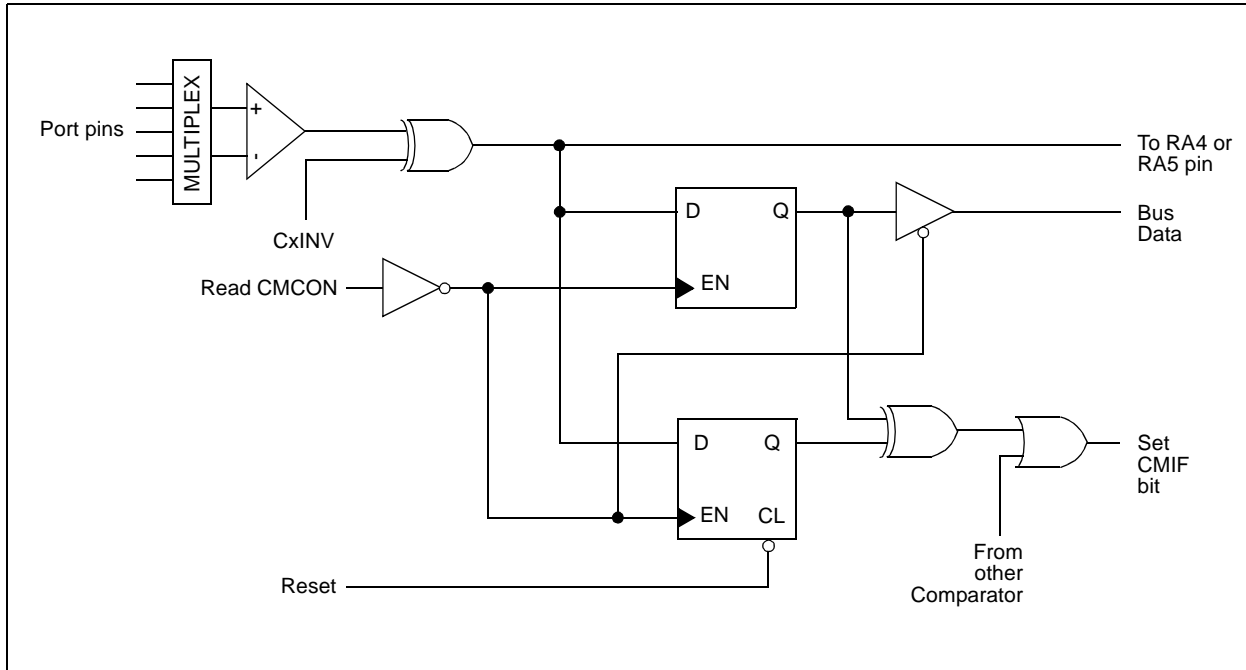 MULTIPLEX
Port pins
+
-
CxINV
To RA4 or
RA5 pin
D
Q
EN
Bus
Data
Read CMCON
D
Q
EN
CL
Set
CMIF
bit
From
other
Comparator
Reset